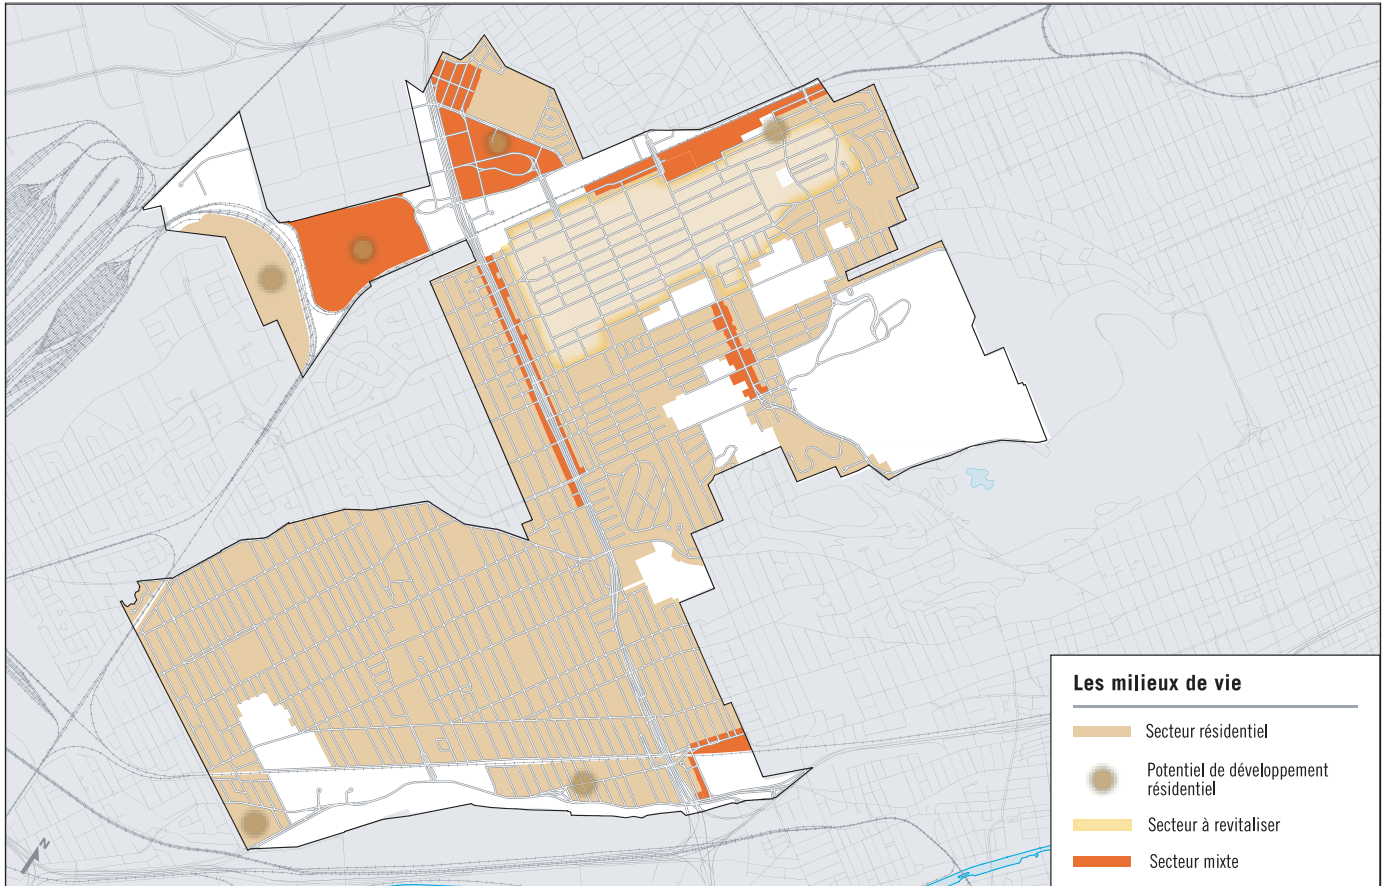 Les milieux de vie
Secteur résidentiel
Potentiel de développement
résidentiel
Secteur à revitaliser
Secteur mixte
N